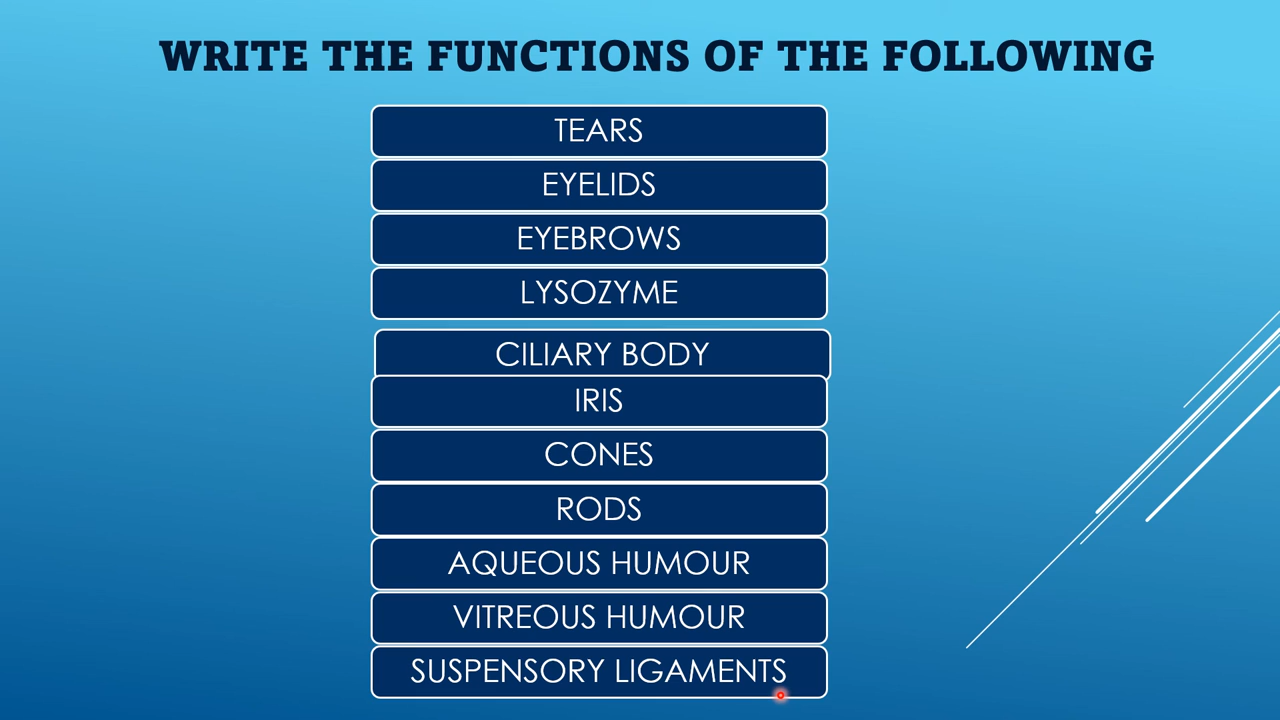 WRITE THE FUNCTIONS OF THE FOLLOWING
TEARS
EYELIDS
EYEBROWS
LYSOZYME
CILIARY BODY
IRIS
CONES
RODS
AQUEOUS HUMOUR
VITREOUS HUMOUR
SUSPENSORY LIGAMENTS